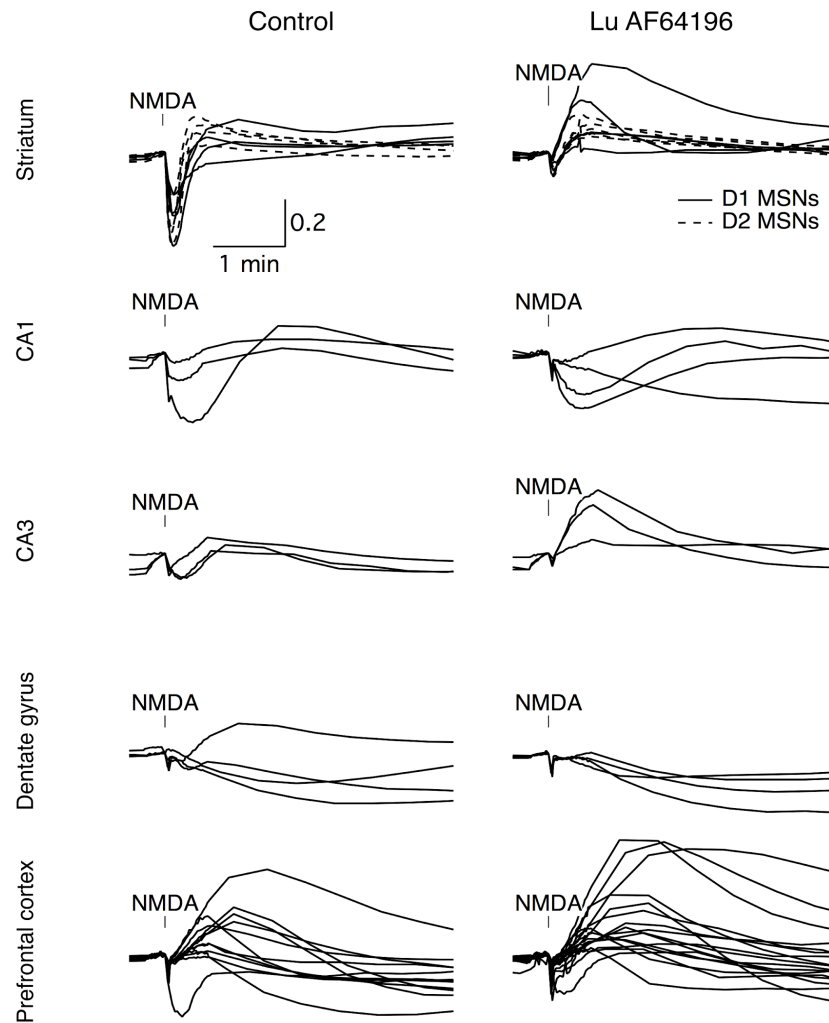 Control
Lu AF64196
Striatum
NMDA
NMDA
0.2
1 min
D1 MSNs
D2 MSNs
CA1
NMDA
NMDA
CA3
NMDA
NMDA
Dentate gyrus
NMDA
NMDA
Prefrontal cortex
NMDA
NMDA